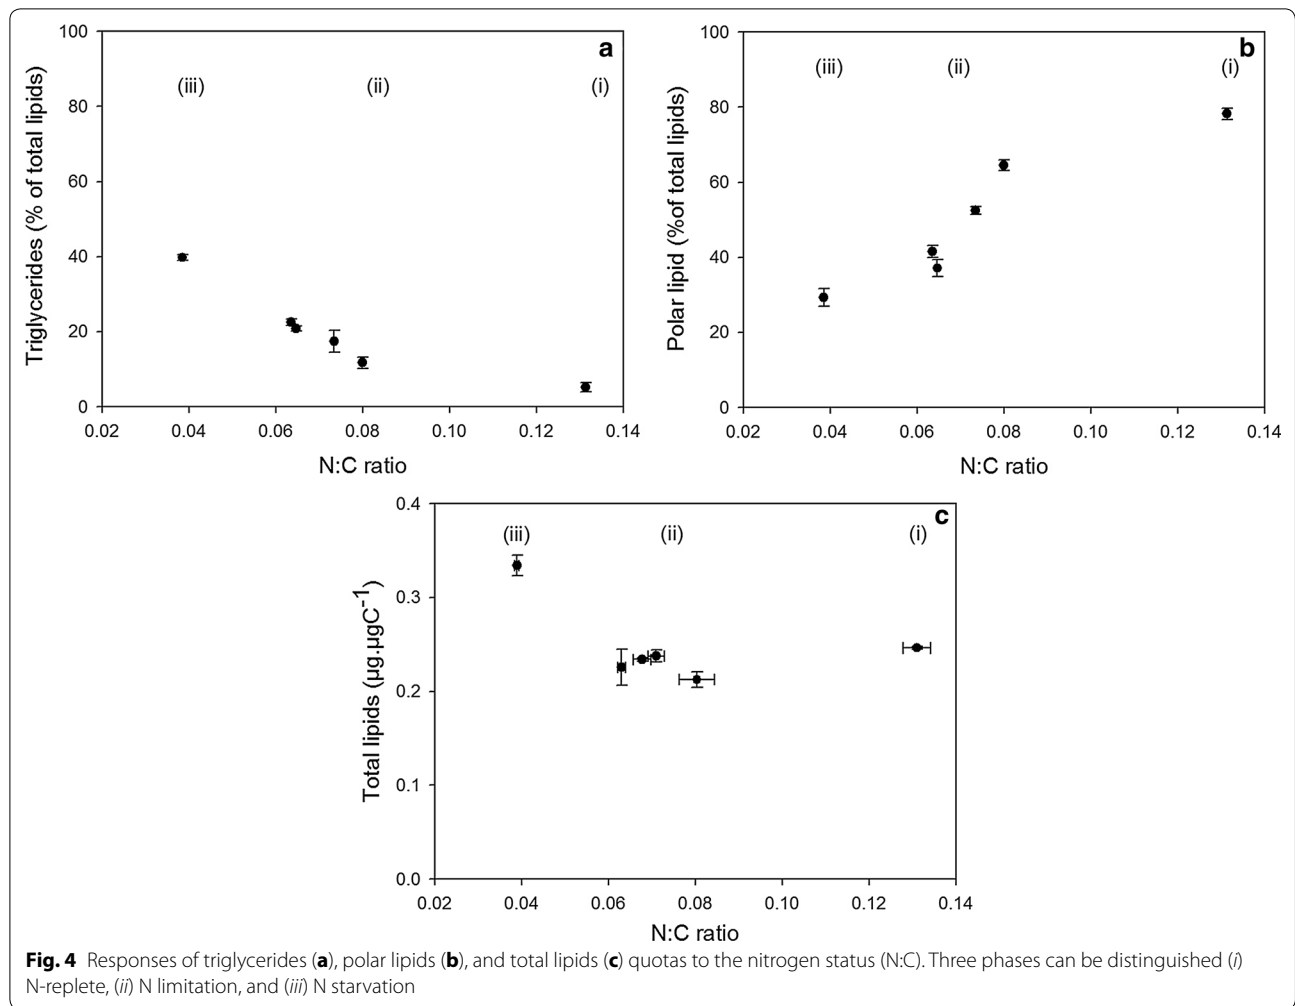 a
(iii) (ii) (i)
Triglycerides (% of total lipids)
100
80
60
40
20
0
0.02 0.04 0.06 0.08 0.10 0.12 0.14
N:C ratio
b
(iii) (ii) (i)
Polar lipid (%of total lipids)
100
80
60
40
20
0
0.02 0.04 0.06 0.08 0.10 0.12 0.14
N:C ratio
c
(iii) (ii) (i)
Total lipids (µg.µgC⁻¹)
0.4
0.3
0.2
0.1
0.0
0.02 0.04 0.06 0.08 0.10 0.12 0.14
N:C ratio
Fig. 4 Responses of triglycerides (a), polar lipids (b), and total lipids (c) quotas to the nitrogen status (N:C). Three phases can be distinguished (i)
N-replete, (ii) N limitation, and (iii) N starvation